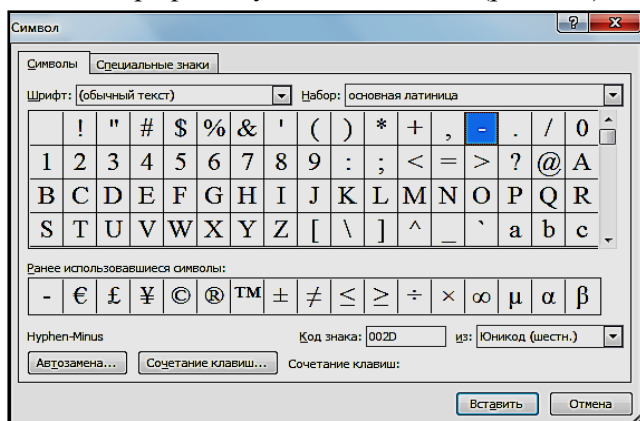 Символ
Символы Специальные знаки
Шрифт: (обычный текст) Набор: основная латиница
! " # $ % & ' ( ) * + , - . / 0
1 2 3 4 5 6 7 8 9 : ; < = > ? @ A
B C D E F G H I J K L M N O P Q R
S T U V W X Y Z [ \ ] ^ _ ` a b c
Ранее использовавшиеся символы:
- € £ ¥ © ® ™ ± ≠ ≤ ≥ ÷ × ∞ µ α β
Hyphen-Minus Код знака: 002D из: Юникод (шестн.)
Автозамена... Сочетание клавиш... Сочетание клавиш:
Вставить Отмена